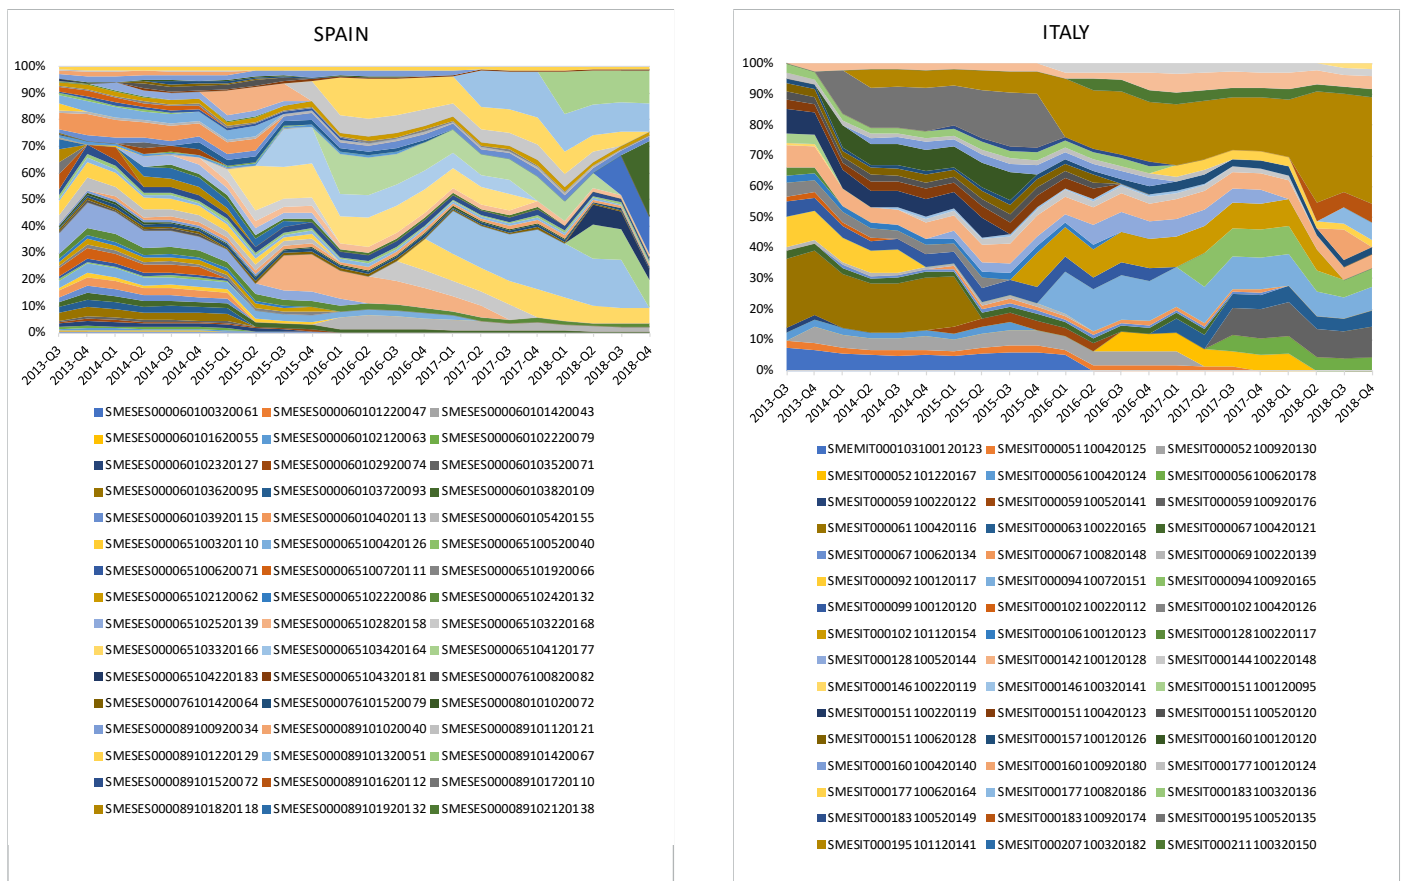 SPAIN
100%
90%
80%
70%
60%
50%
40%
30%
20%
10%
0%
2013-Q3 2013-Q4 2014-Q1 2014-Q2 2014-Q3 2014-Q4 2015-Q1 2015-Q2 2015-Q3 2015-Q4 2016-Q1 2016-Q2 2016-Q3 2016-Q4 2017-Q1 2017-Q2 2017-Q3 2017-Q4 2018-Q1 2018-Q2 2018-Q3 2018-Q4
SMESES000060100320061 SMESES000060101220047 SMESES000060101420043
SMESES000060101620055 SMESES000060102120063 SMESES000060102220079
SMESES000060102320127 SMESES000060102920074 SMESES000060103520071
SMESES000060103620095 SMESES000060103720093 SMESES000060103820109
SMESES000060103920115 SMESES000060104020113 SMESES000060105420155
SMESES000065100320110 SMESES000065100420126 SMESES000065100520040
SMESES000065100620071 SMESES000065100720111 SMESES000065101920066
SMESES000065102120062 SMESES000065102220086 SMESES000065102420132
SMESES000065102520139 SMESES000065102820158 SMESES000065103220168
SMESES000065103320166 SMESES000065103420164 SMESES000065104120177
SMESES000065104220183 SMESES000065104320181 SMESES000076100820082
SMESES000076101420064 SMESES000076101520079 SMESES000080101020072
SMESES000089100920034 SMESES000089101020040 SMESES000089101120121
SMESES000089101220129 SMESES000089101320051 SMESES000089101420067
SMESES000089101520072 SMESES000089101620112 SMESES000089101720110
SMESES000089101820118 SMESES000089101920132 SMESES000089102120138
ITALY
100%
90%
80%
70%
60%
50%
40%
30%
20%
10%
0%
2013-Q3 2013-Q4 2014-Q1 2014-Q2 2014-Q3 2014-Q4 2015-Q1 2015-Q2 2015-Q3 2015-Q4 2016-Q1 2016-Q2 2016-Q3 2016-Q4 2017-Q1 2017-Q2 2017-Q3 2017-Q4 2018-Q1 2018-Q2 2018-Q3 2018-Q4
SMEMIT000103100120123 SMESIT000051100420125 SMESIT000052100920130
SMESIT000052101220167 SMESIT000056100420124 SMESIT000056100620178
SMESIT000059100220122 SMESIT000059100520141 SMESIT000059100920176
SMESIT000061100420116 SMESIT000063100220165 SMESIT000067100420121
SMESIT000067100620134 SMESIT000067100820148 SMESIT000069100220139
SMESIT000092100120117 SMESIT000094100720151 SMESIT000094100920165
SMESIT000099100120120 SMESIT000102100220112 SMESIT000102100420126
SMESIT000102101120154 SMESIT000106100120123 SMESIT000128100220117
SMESIT000128100520144 SMESIT000142100120128 SMESIT000144100220148
SMESIT000146100220119 SMESIT000146100320141 SMESIT000151100120095
SMESIT000151100220119 SMESIT000151100420123 SMESIT000151100520120
SMESIT000151100620128 SMESIT000157100120126 SMESIT000160100120120
SMESIT000160100420140 SMESIT000160100920180 SMESIT000177100120124
SMESIT000177100620164 SMESIT000177100820186 SMESIT000183100320136
SMESIT000183100520149 SMESIT000183100920174 SMESIT000195100520135
SMESIT000195101120141 SMESIT000207100320182 SMESIT000211100320150